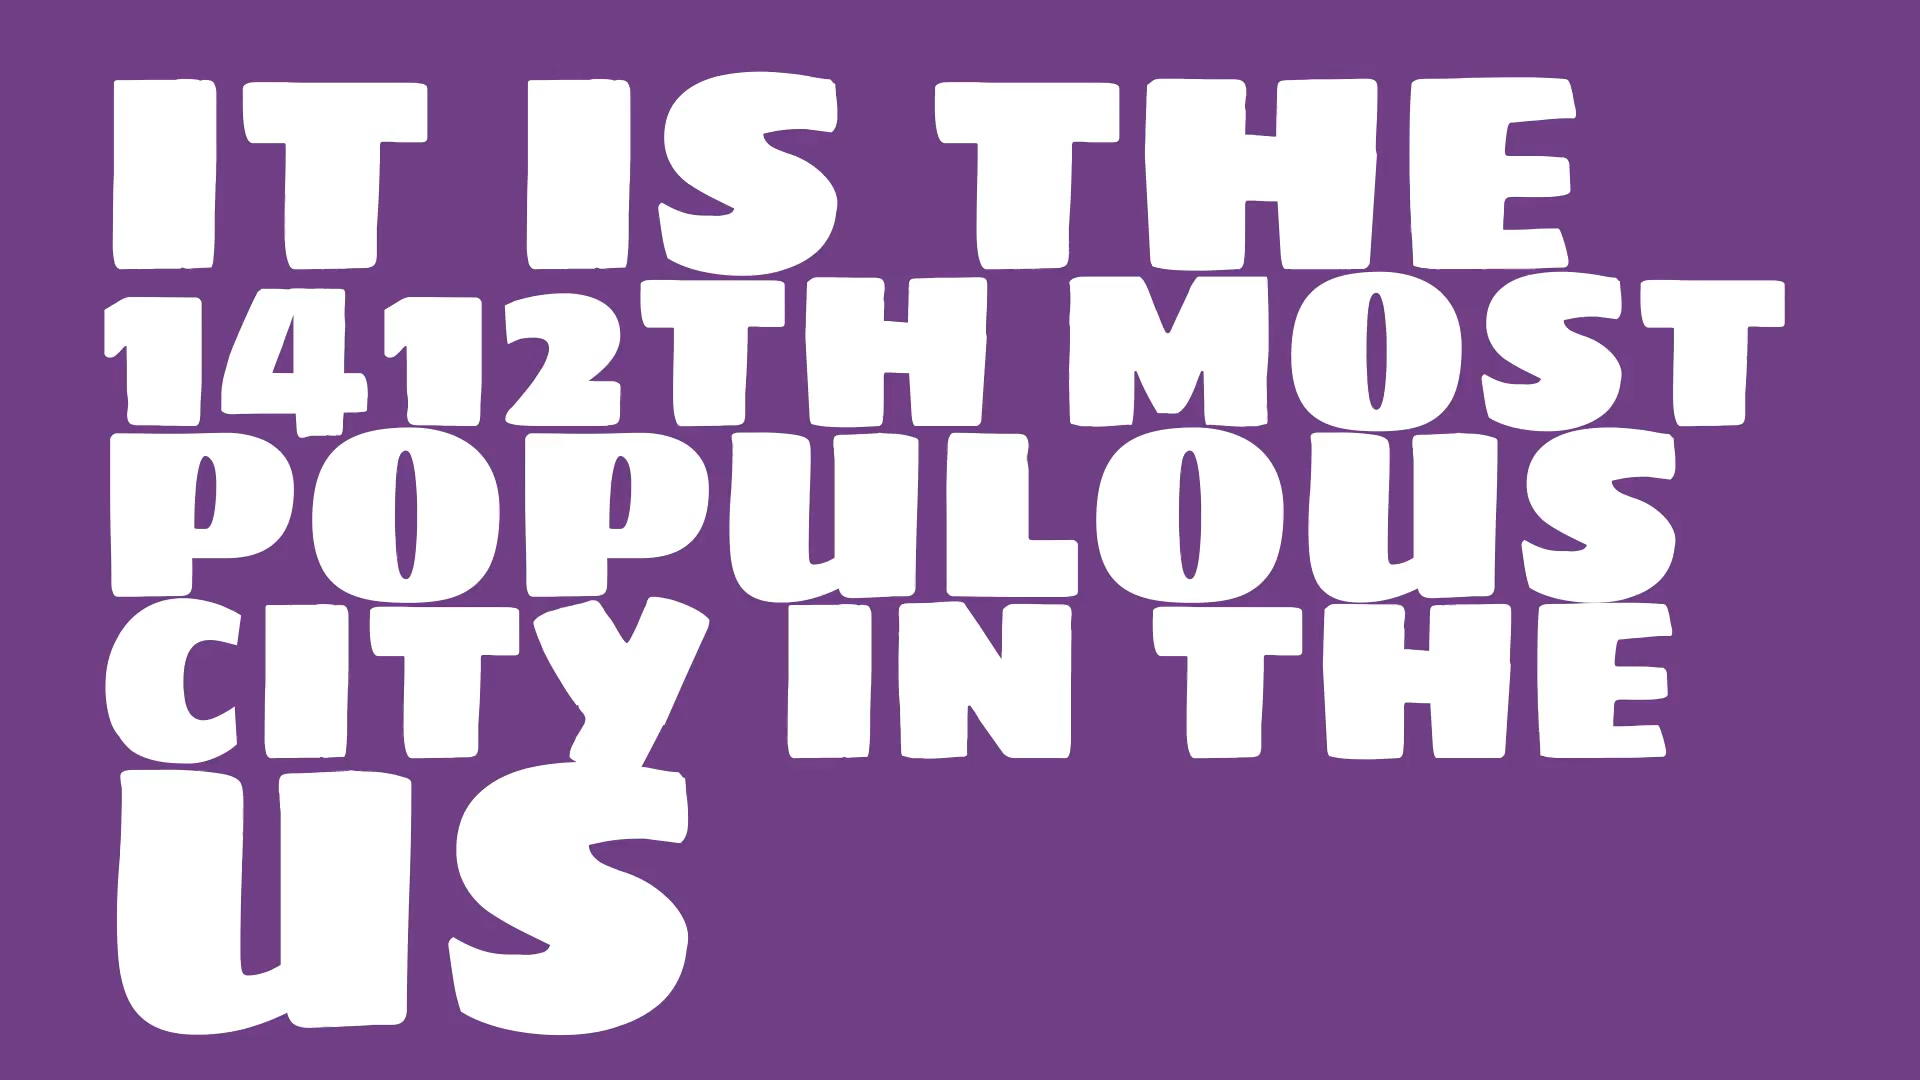 IT IS THE
1412TH MOST
POPULOUS
CITY IN THE
US